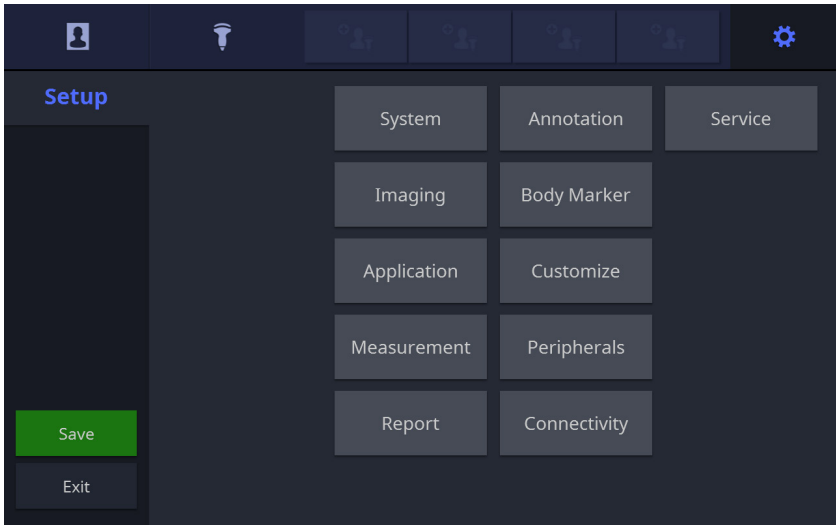 Setup
System
Annotation
Service
Imaging
Body Marker
Application
Customize
Measurement
Peripherals
Report
Connectivity
Save
Exit